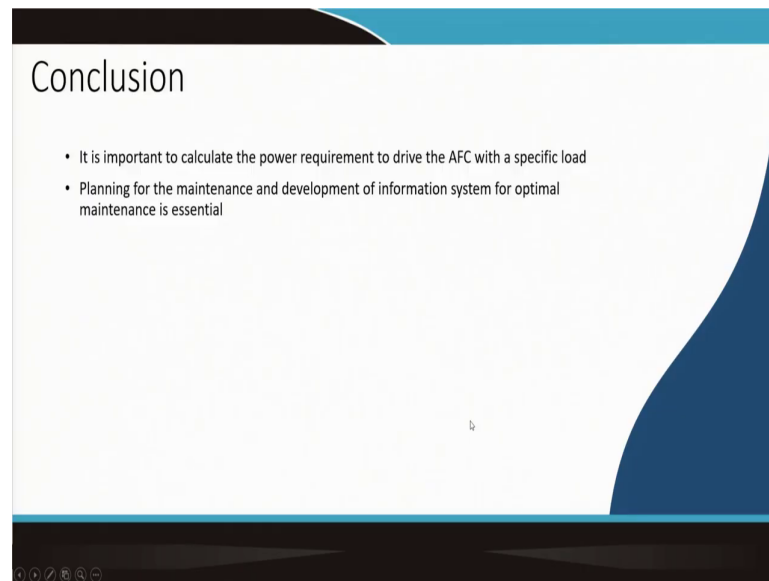 Conclusion
• It is important to calculate the power requirement to drive the AFC with a specific load
• Planning for the maintenance and development of information system for optimal
maintenance is essential